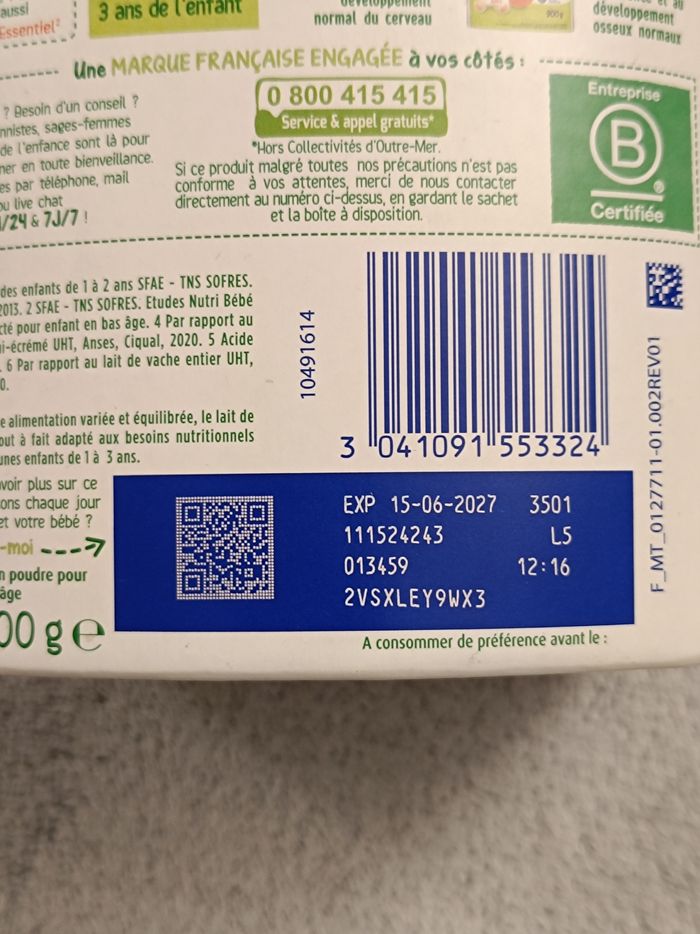 aussi
Essentiel²
3 ans de l'enfant
développement
normal du cerveau
900g
et au
développement
osseux normaux
Une MARQUE FRANÇAISE ENGAGÉE à vos côtés :
? Besoin d'un conseil ?
nnistes, sages-femmes
de l'enfance sont là pour
ner en toute bienveillance.
es par téléphone, mail
ou live chat
/24 & 7J/7 !
0 800 415 415
Service & appel gratuits*
*Hors Collectivités d'Outre-Mer.
Si ce produit malgré toutes nos précautions n'est pas
conforme à vos attentes, merci de nous contacter
directement au numéro ci-dessus, en gardant le sachet
et la boîte à disposition.
Entreprise
B
®
Certifiée
des enfants de 1 à 2 ans SFAE - TNS SOFRES.
2013. 2 SFAE - TNS SOFRES. Etudes Nutri Bébé
cté pour enfant en bas âge. 4 Par rapport au
i-écrémé UHT, Anses, Ciqual, 2020. 5 Acide
. 6 Par rapport au lait de vache entier UHT,
0.
e alimentation variée et équilibrée, le lait de
out à fait adapté aux besoins nutritionnels
unes enfants de 1 à 3 ans.
10491614
3 041091 553324
F_MT_0127711-01.002REV01
voir plus sur ce
ons chaque jour
et votre bébé ?
-moi
n poudre pour
âge
00 g e
EXP 15-06-2027 3501
111524243 L5
013459 12:16
2VSXLEY9WX3
A consommer de préférence avant le :